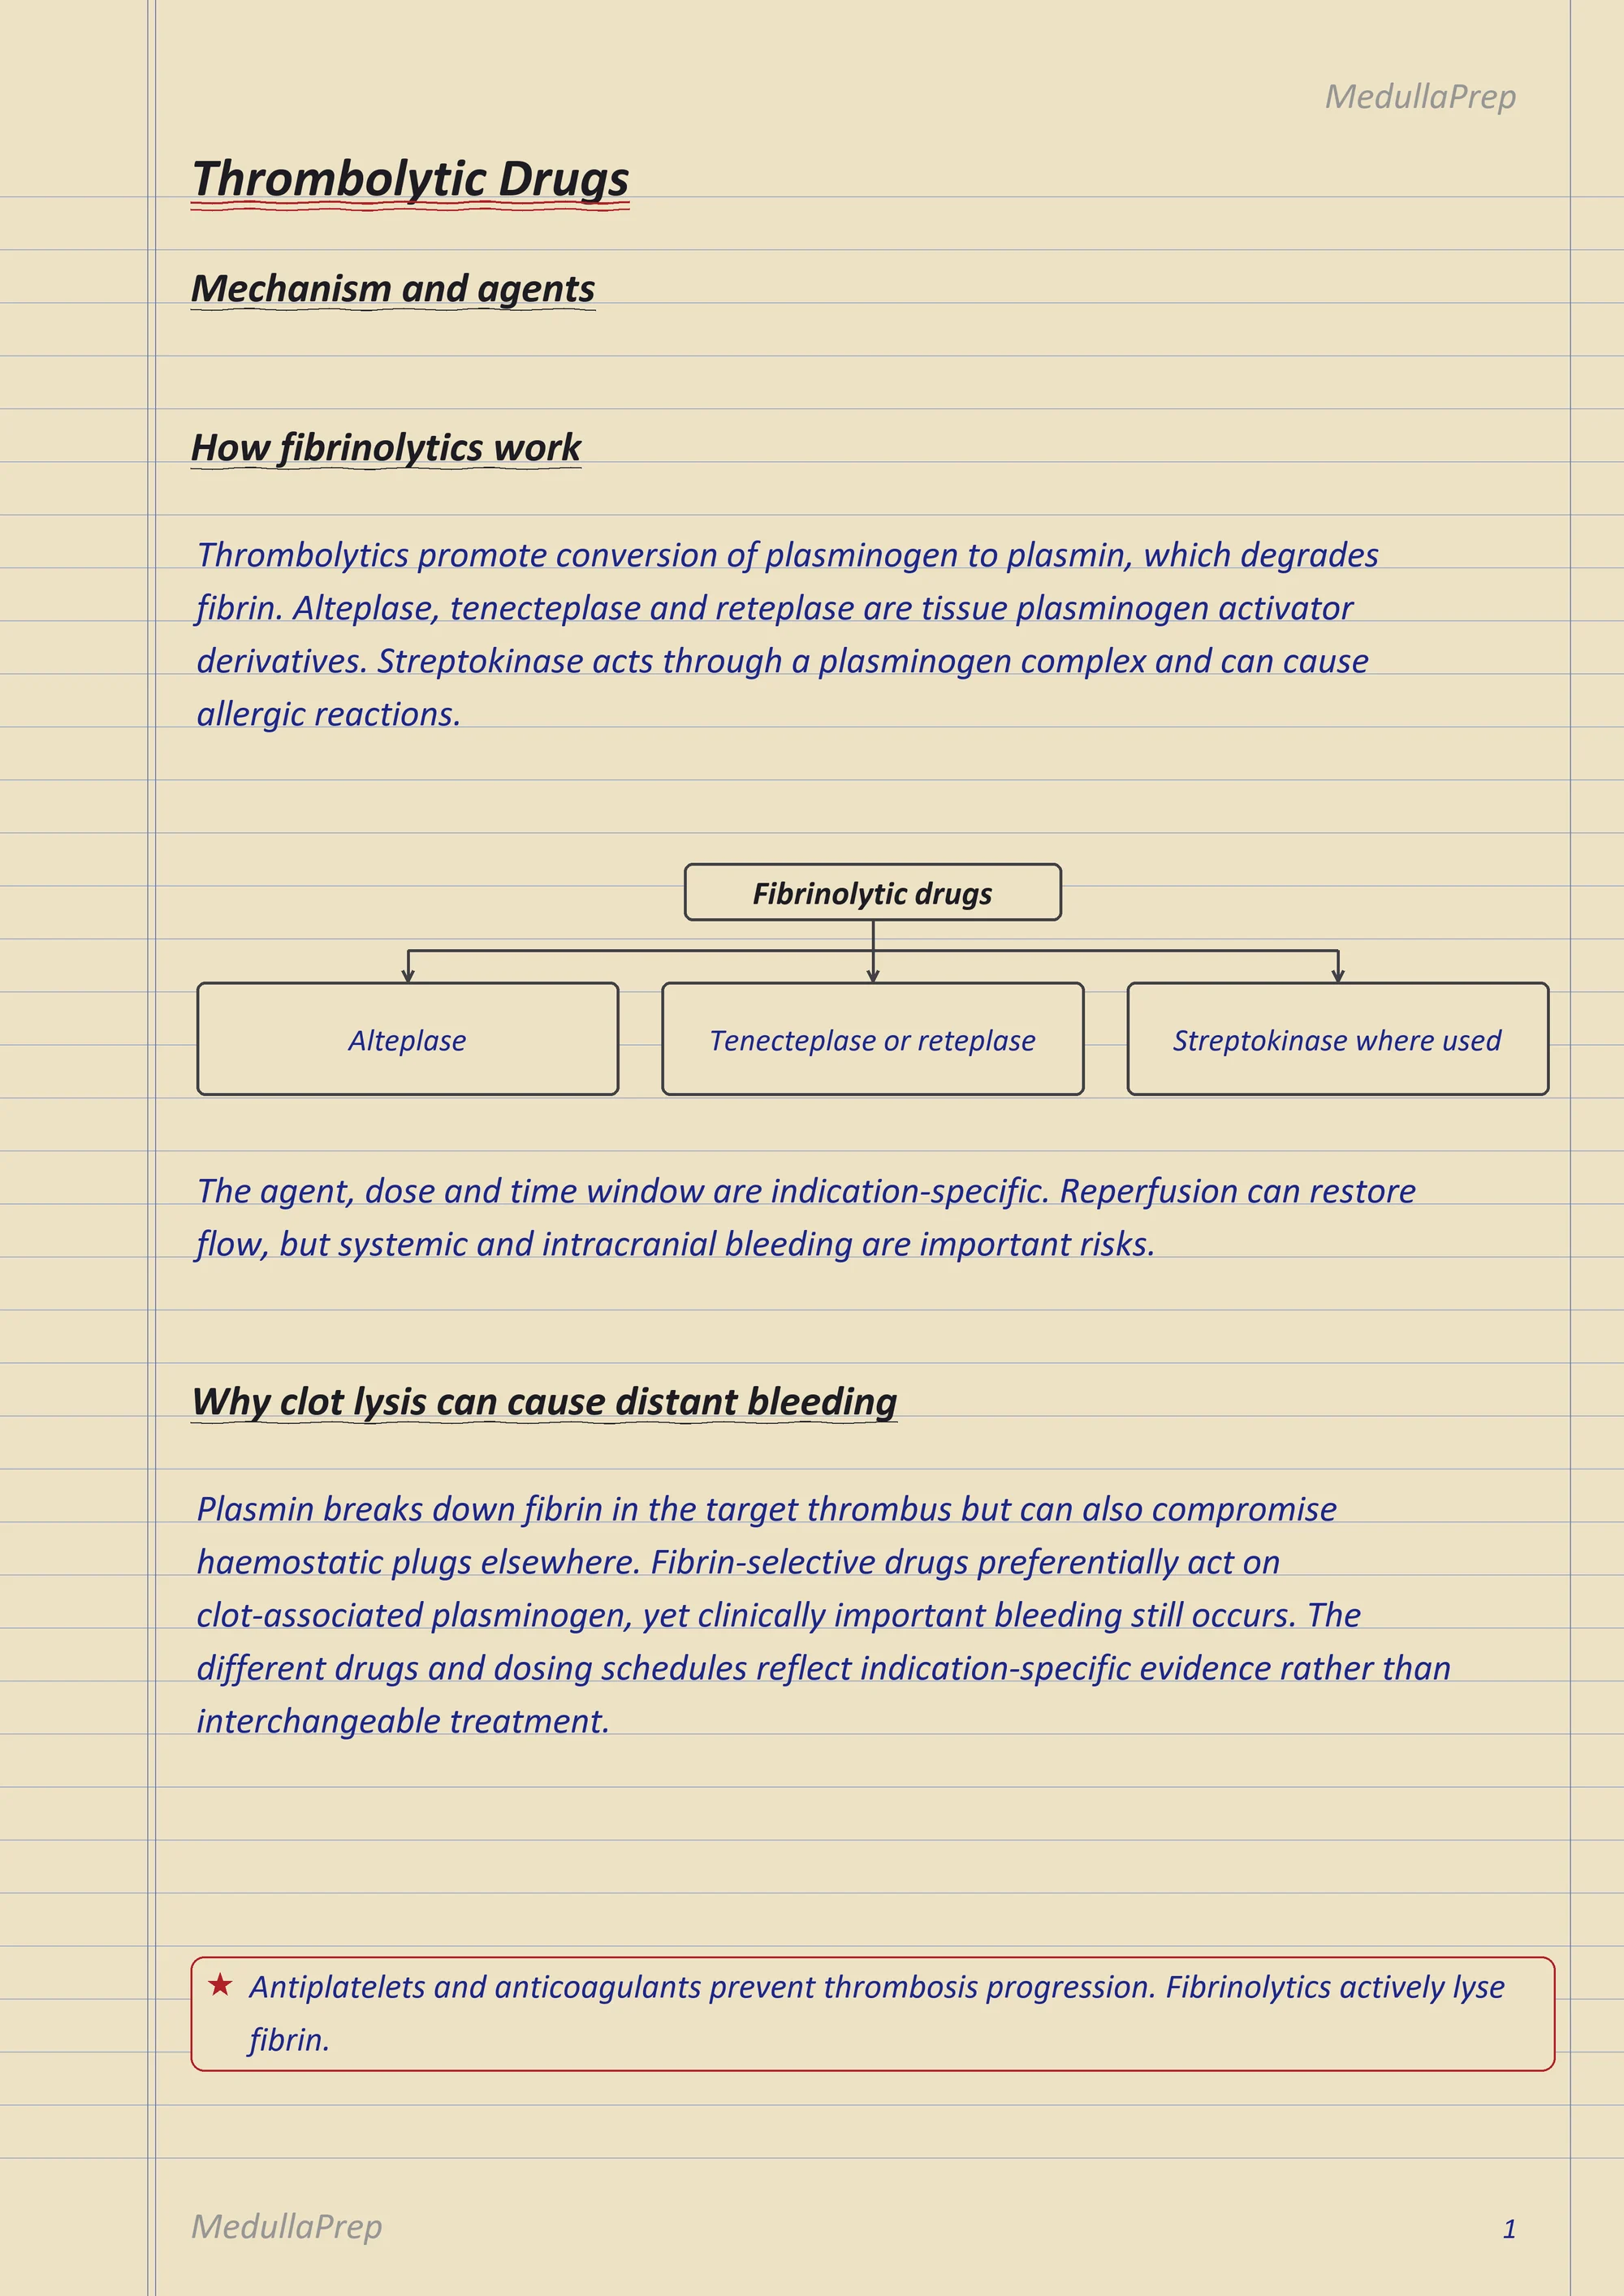 MedullaPrep
Thrombolytic Drugs
Mechanism and agents
How fibrinolytics work
Thrombolytics promote conversion of plasminogen to plasmin, which degrades
fibrin. Alteplase, tenecteplase and reteplase are tissue plasminogen activator
derivatives. Streptokinase acts through a plasminogen complex and can cause
allergic reactions.
Fibrinolytic drugs
Alteplase
Tenecteplase or reteplase
Streptokinase where used
The agent, dose and time window are indication-specific. Reperfusion can restore
flow, but systemic and intracranial bleeding are important risks.
Why clot lysis can cause distant bleeding
Plasmin breaks down fibrin in the target thrombus but can also compromise
haemostatic plugs elsewhere. Fibrin-selective drugs preferentially act on
clot-associated plasminogen, yet clinically important bleeding still occurs. The
different drugs and dosing schedules reflect indication-specific evidence rather than
interchangeable treatment.
★ Antiplatelets and anticoagulants prevent thrombosis progression. Fibrinolytics actively lyse
fibrin.
MedullaPrep
1